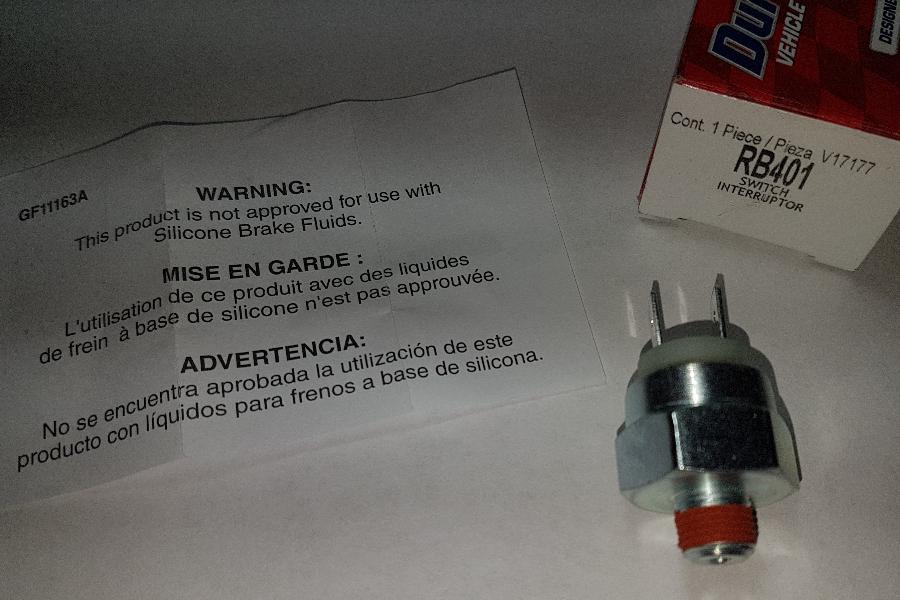 GF11163A
WARNING:
This product is not approved for use with
Silicone Brake Fluids.
MISE EN GARDE :
L'utilisation de ce produit avec des liquides
de frein à base de silicone n'est pas approuvée.
ADVERTENCIA:
No se encuentra aprobada la utilización de este
producto con líquidos para frenos a base de silicona.
VEHICLE
Cont. 1 Piece / Pieza V17177
RB401
SWITCH
INTERRUPTOR